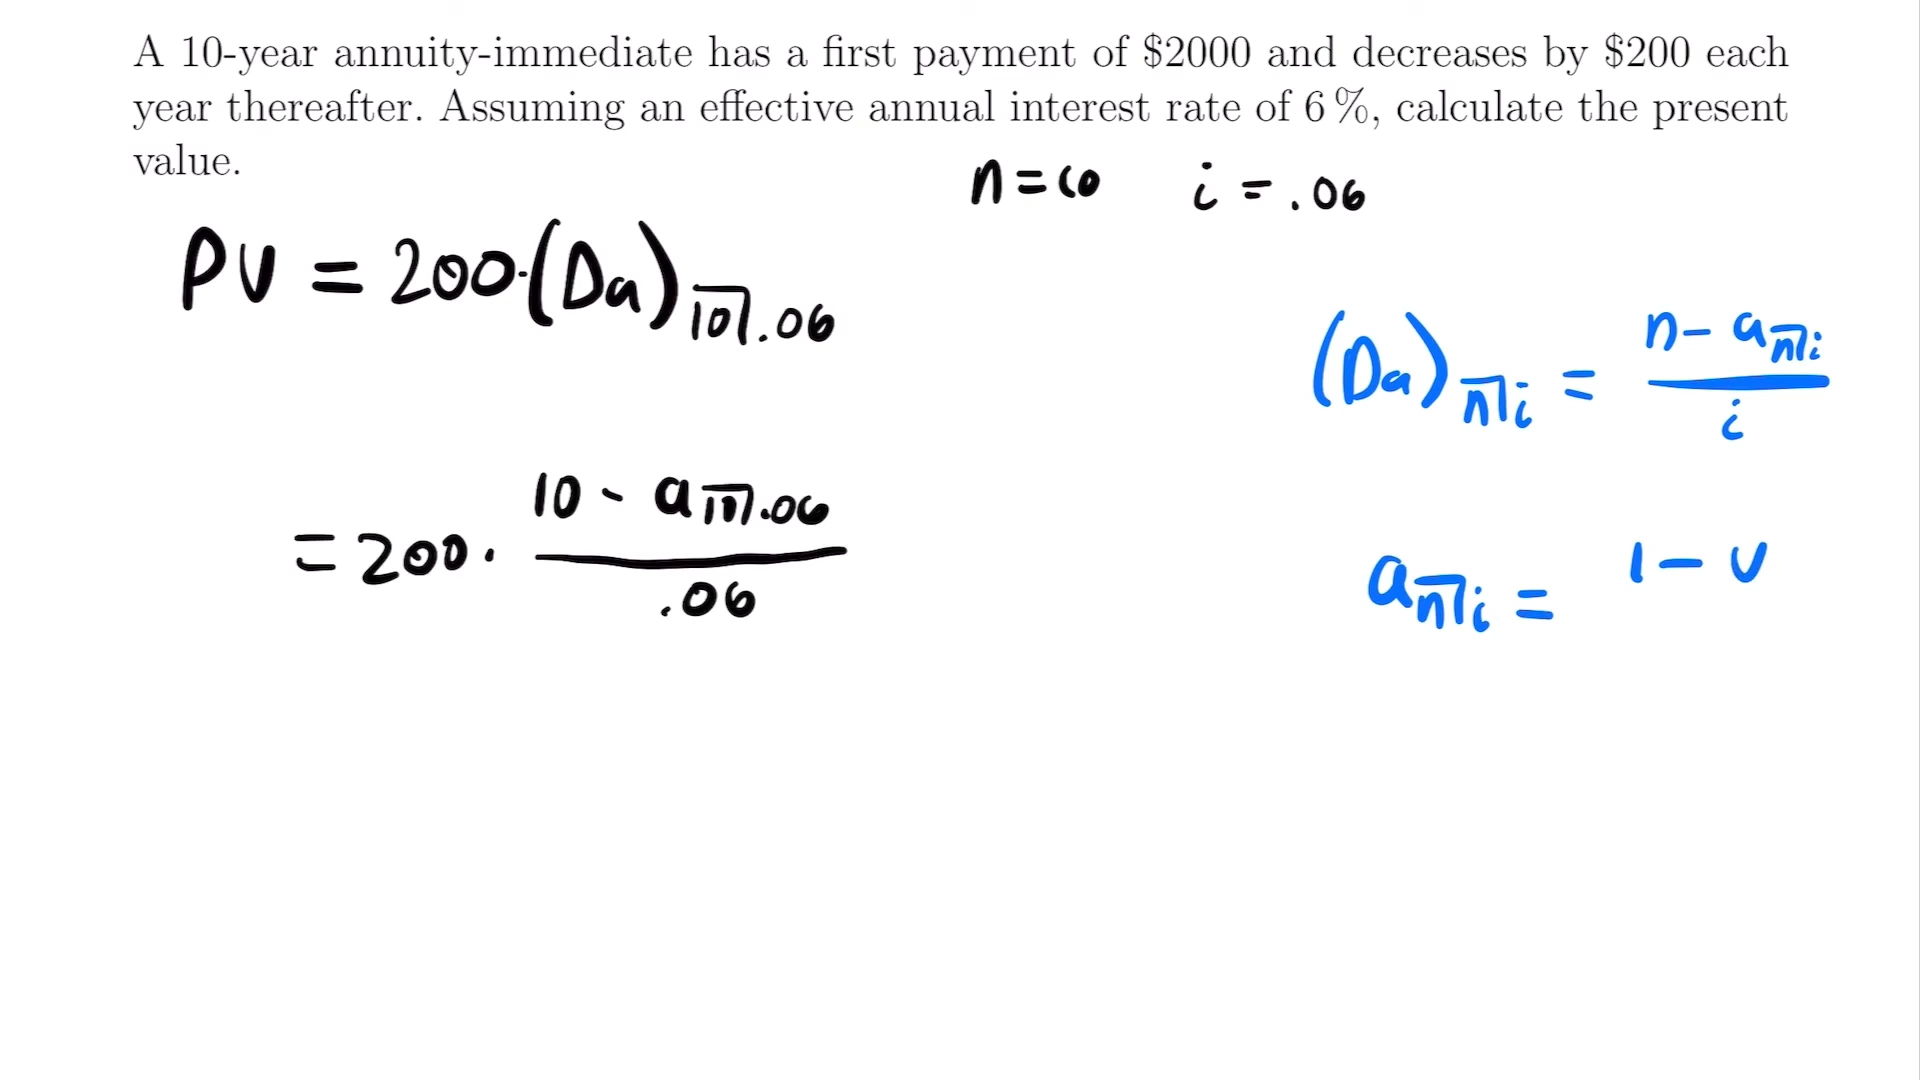 A 10-year annuity-immediate has a first payment of $2000 and decreases by $200 each
year thereafter. Assuming an effective annual interest rate of 6 %, calculate the present
value.
n = 10 i = .06
PV = 200·(Da)10⌉.06
(Da)n⌉i = n - an⌉i / i
= 200 · 10 - a10⌉.06 / .06
an⌉i = 1 - v